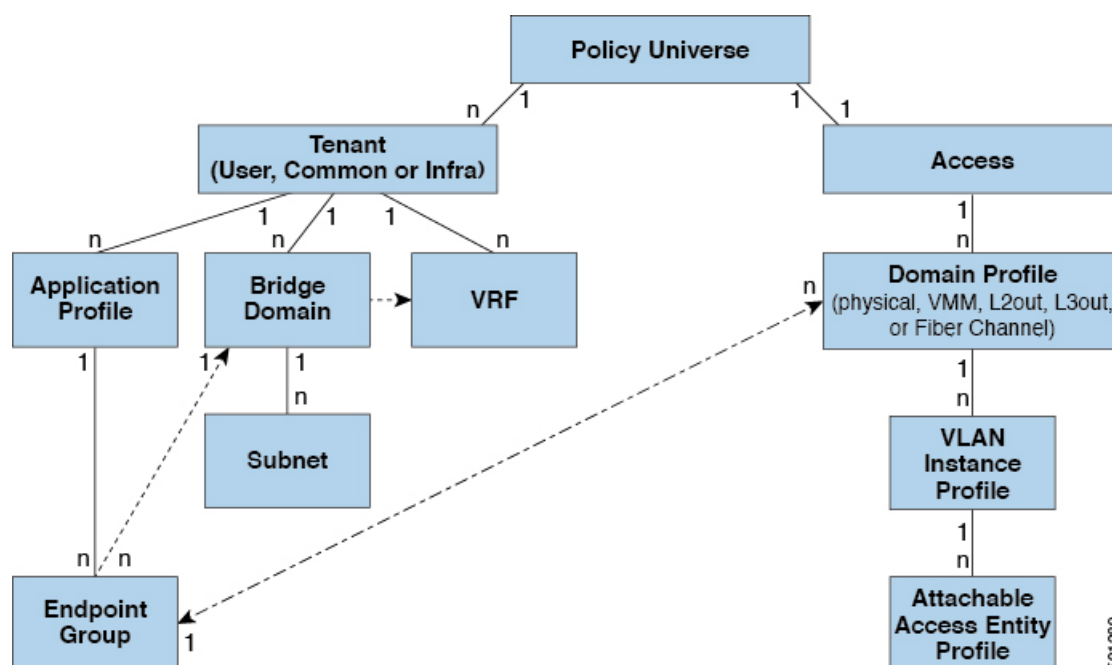 Policy Universe
n
1
1
1
Tenant
(User, Common or Infra)
Access
1
1
1
1
n
n
n
n
Application
Profile
Bridge
Domain
VRF
n
Domain Profile
(physical, VMM, L2out, L3out,
or Fiber Channel)
1
1
1
1
n
n
Subnet
VLAN
Instance
Profile
1
n
n
n
Endpoint
Group
1
Attachable
Access Entity
Profile